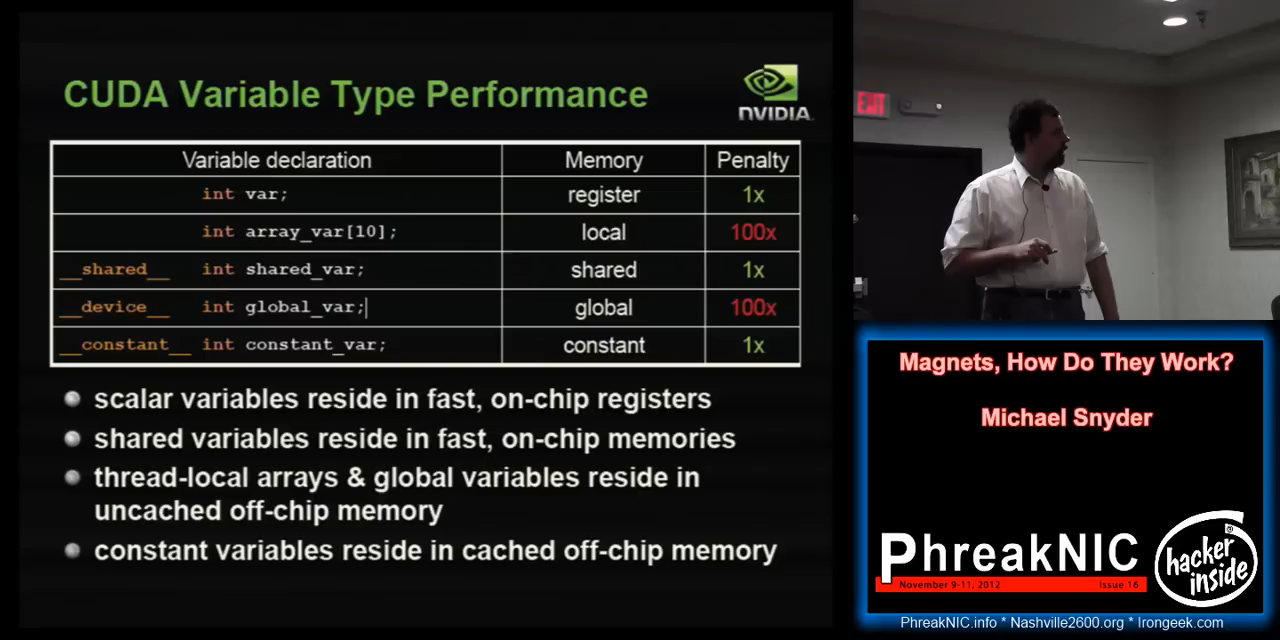 CUDA Variable Type Performance
NVIDIA
Variable declaration Memory Penalty
int var; register 1x
int array_var[10]; local 100x
__shared__ int shared_var; shared 1x
__device__ int global_var; global 100x
__constant__ int constant_var; constant 1x
scalar variables reside in fast, on-chip registers
shared variables reside in fast, on-chip memories
thread-local arrays & global variables reside in
uncached off-chip memory
constant variables reside in cached off-chip memory
EXIT
Magnets, How Do They Work?
Michael Snyder
PhreakNIC
November 9-11, 2012 Issue 16
hacker
inside
PhreakNIC.info * Nashville2600.org * Irongeek.com